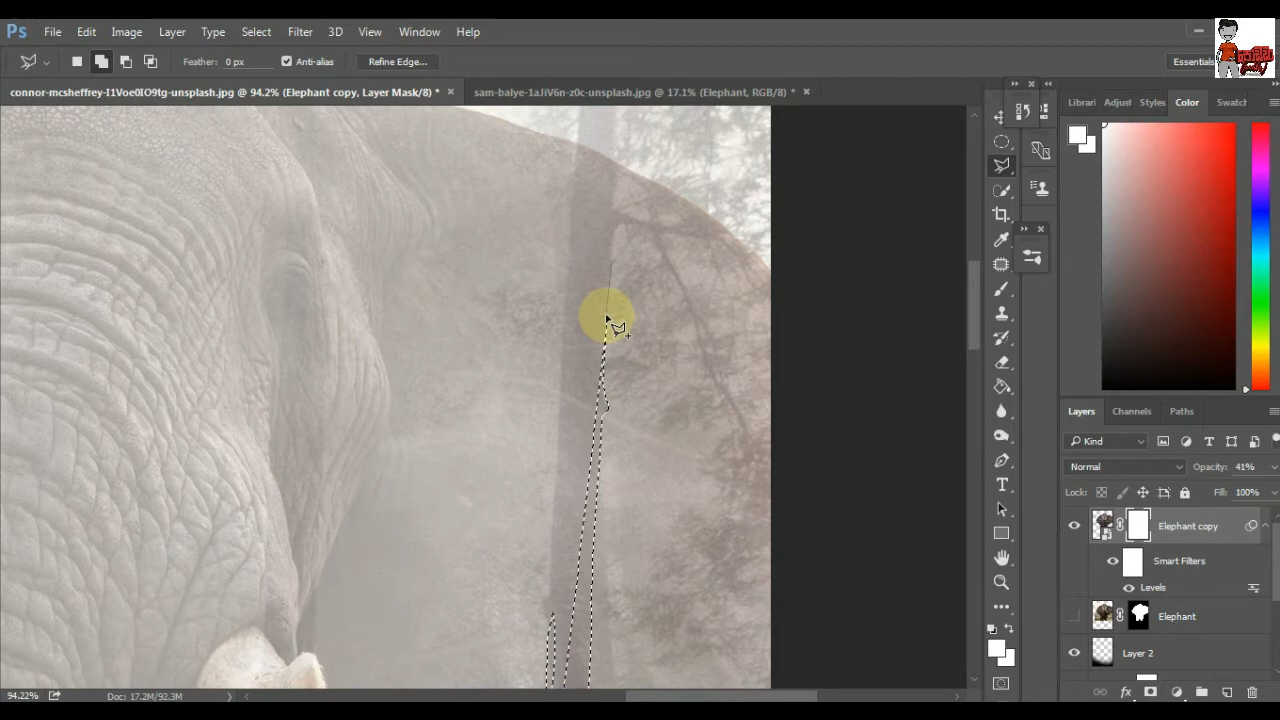 Ps File Edit Image Layer Type Select Filter 3D View Window Help
Feather: 0 px Anti-alias Refine Edge... Essentials
connor-mcsheffrey-I1Voe0IO9tg-unsplash.jpg @ 94.2% (Elephant copy, Layer Mask/8) * × sam-balye-1aJiV6n-z0c-unsplash.jpg @ 17.1% (Elephant, RGB/8) * ×
Librari Adjust Styles Color Swatch
Layers Channels Paths
Kind
Normal Opacity: 41%
Lock: Fill: 100%
Elephant copy
Smart Filters
Levels
Elephant
Layer 2
94.22% Doc: 17.2M/92.3M